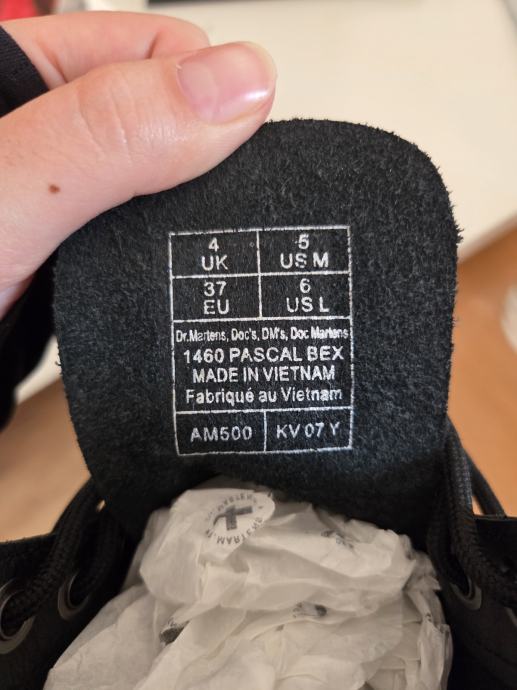 4 UK
5 US M
37 EU
6 US L
Dr.Martens, Doc's, DM's, Doc Martens
1460 PASCAL BEX
MADE IN VIETNAM
Fabriqué au Vietnam
AM500
KV 07 Y